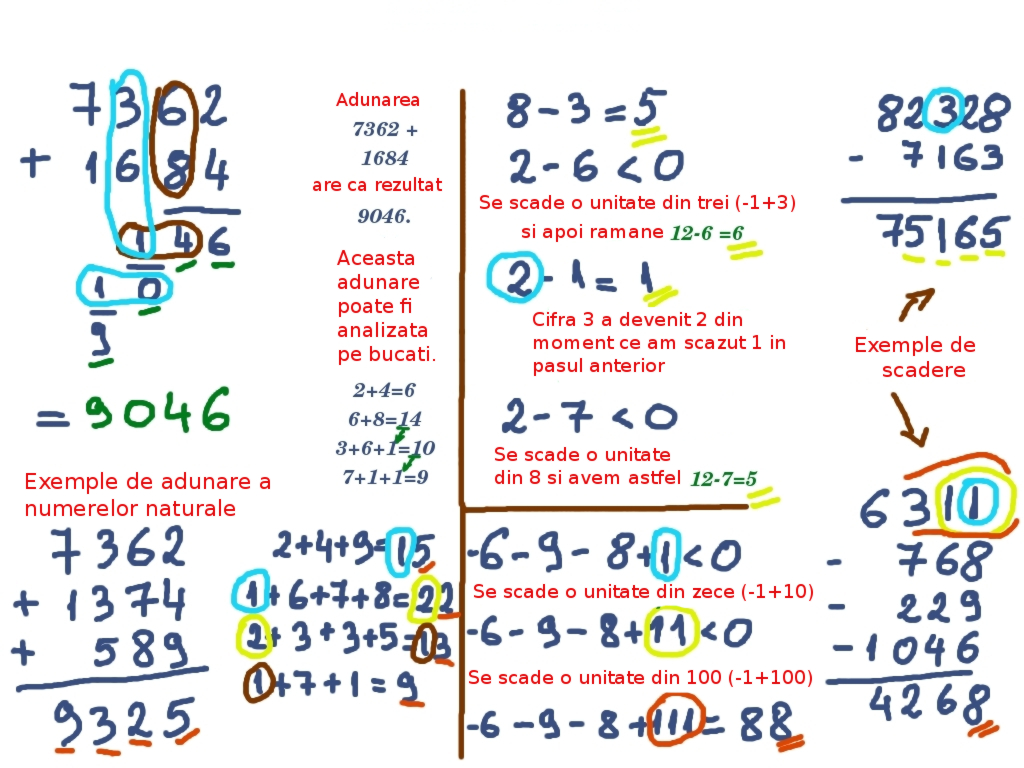 7362
+ 1684
146
10
9
= 9046
Exemple de adunare a
numerelor naturale
7362
+ 1374
+ 589
9325
Adunarea
7362 +
1684
are ca rezultat
9046.
Aceasta
adunare
poate fi
analizata
pe bucati.
2+4=6
6+8=14
3+6+1=10
7+1+1=9
2+4+9=15
1+6+7+8=22
2+3+3+5=13
1+7+1=9
8-3=5
2-6<0
Se scade o unitate din trei (-1+3)
si apoi ramane 12-6 =6
2-1=1
Cifra 3 a devenit 2 din
moment ce am scazut 1 in
pasul anterior
2-7<0
Se scade o unitate
din 8 si avem astfel 12-7=5
-6-9-8+1<0
Se scade o unitate din zece (-1+10)
-6-9-8+11<0
Se scade o unitate din 100 (-1+100)
-6-9-8+111=88
82328
- 7163
75165
Exemple de
scadere
6311
- 768
- 229
-1046
4268